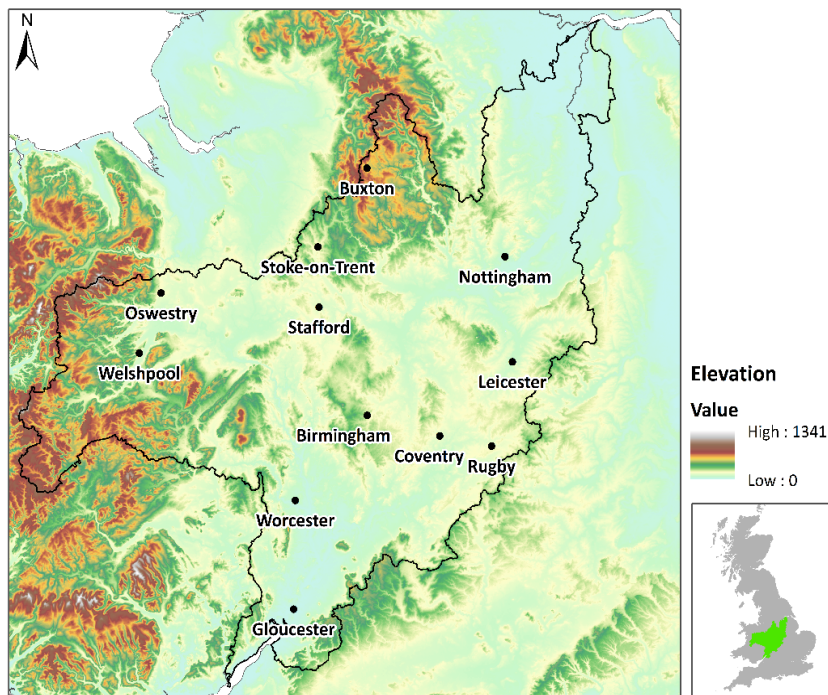 N
Buxton
Stoke-on-Trent
Nottingham
Oswestry
Stafford
Welshpool
Leicester
Birmingham
Coventry
Rugby
Worcester
Gloucester
Elevation
Value
High : 1341
Low : 0